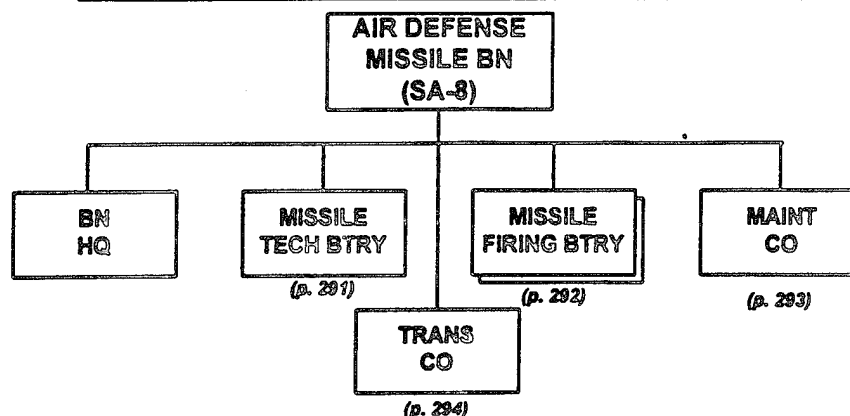 AIR DEFENSE
MISSILE BN
(SA-8)
BN
HQ
MISSILE
TECH BTRY
(p. 291)
MISSILE
FIRING BTRY
(p. 292)
MAINT
CO
(p. 293)
TRANS
CO
(p. 294)